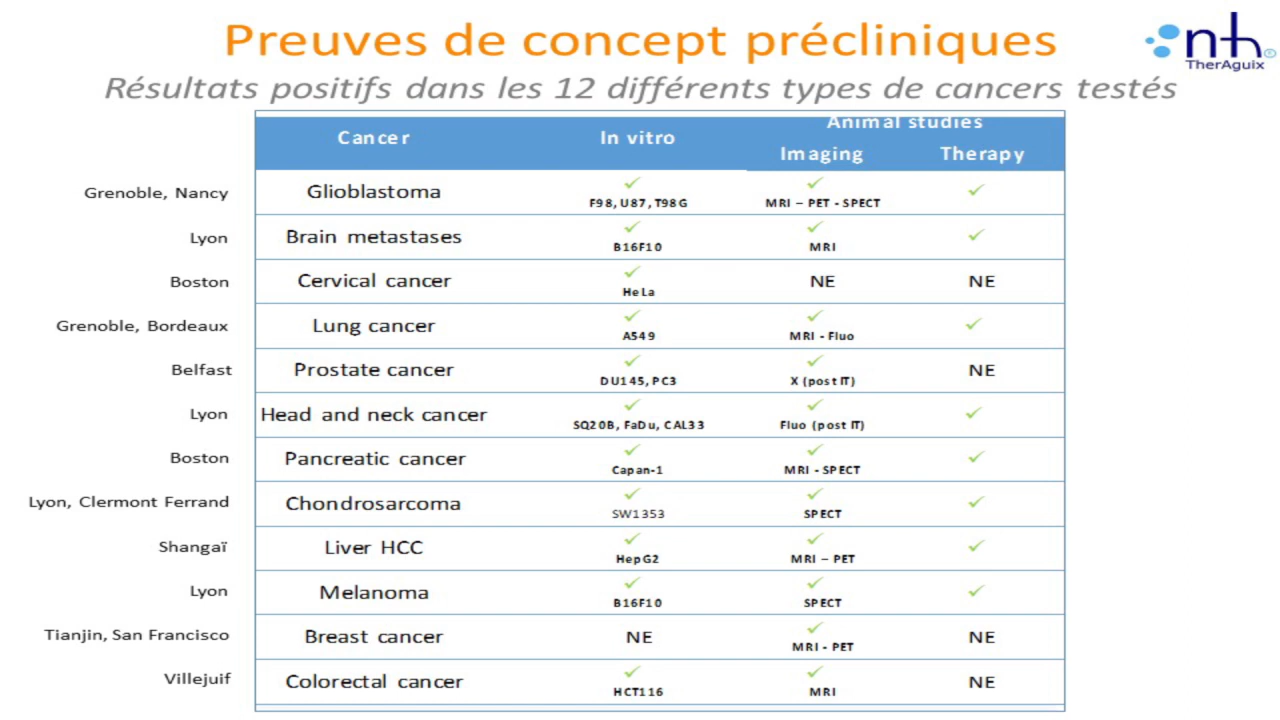 Preuves de concept précliniques
nth
®
TherAguix
Résultats positifs dans les 12 différents types de cancers testés
Cancer In vitro Animal studies
Imaging Therapy
Grenoble, Nancy Glioblastoma ✓ ✓ ✓
F98, U87, T98G MRI – PET - SPECT
Lyon Brain metastases ✓ ✓ ✓
B16F10 MRI
Boston Cervical cancer ✓ NE NE
HeLa
Grenoble, Bordeaux Lung cancer ✓ ✓ ✓
A549 MRI - Fluo
Belfast Prostate cancer ✓ ✓ NE
DU145, PC3 X (post IT)
Lyon Head and neck cancer ✓ ✓ ✓
SQ20B, FaDu, CAL33 Fluo (post IT)
Boston Pancreatic cancer ✓ ✓ ✓
Capan-1 MRI - SPECT
Lyon, Clermont Ferrand Chondrosarcoma ✓ ✓ ✓
SW1353 SPECT
Shangaï Liver HCC ✓ ✓ ✓
HepG2 MRI – PET
Lyon Melanoma ✓ ✓ ✓
B16F10 SPECT
Tianjin, San Francisco Breast cancer NE ✓ NE
MRI - PET
Villejuif Colorectal cancer ✓ ✓ NE
HCT116 MRI